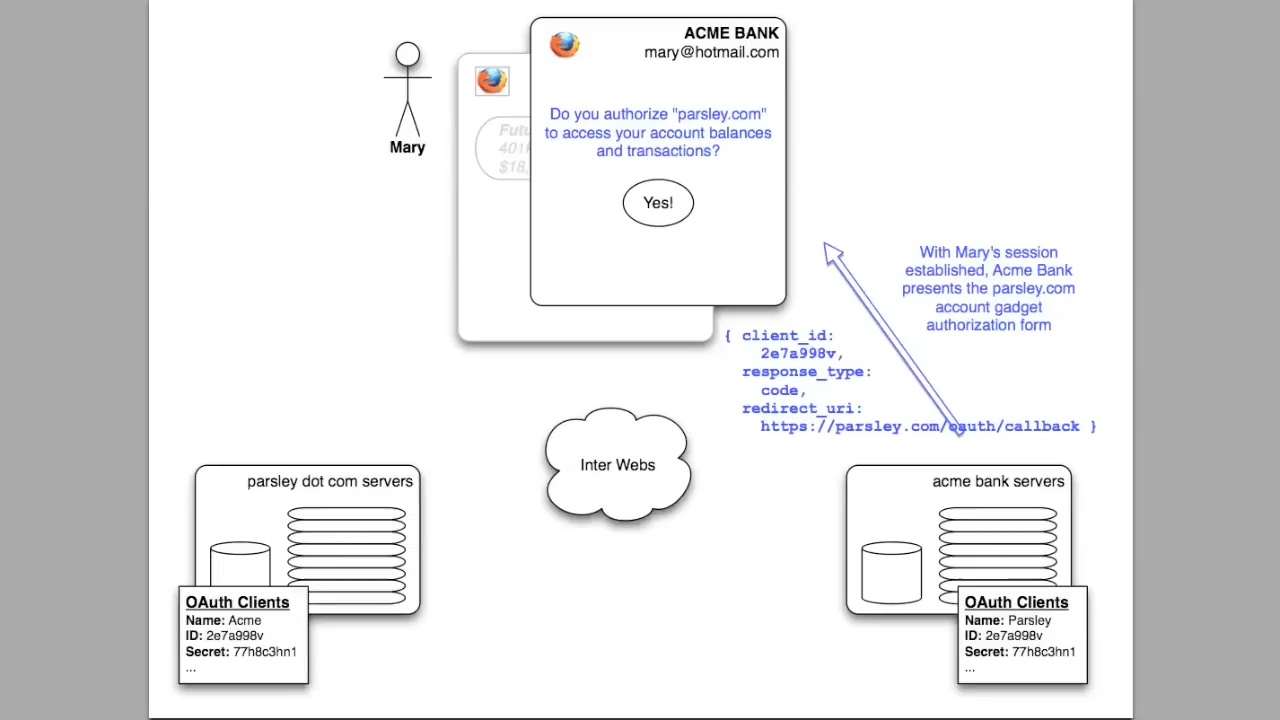 ACME BANK
mary@hotmail.com
Do you authorize "parsley.com"
to access your account balances
and transactions?
Yes!
Mary
401
$18,
With Mary's session
established, Acme Bank
presents the parsley.com
account gadget
authorization form
{ client_id:
2e7a998v,
response_type:
code,
redirect_uri:
https://parsley.com/oauth/callback }
Inter Webs
parsley dot com servers
OAuth Clients
Name: Acme
ID: 2e7a998v
Secret: 77h8c3hn1
...
acme bank servers
OAuth Clients
Name: Parsley
ID: 2e7a998v
Secret: 77h8c3hn1
...